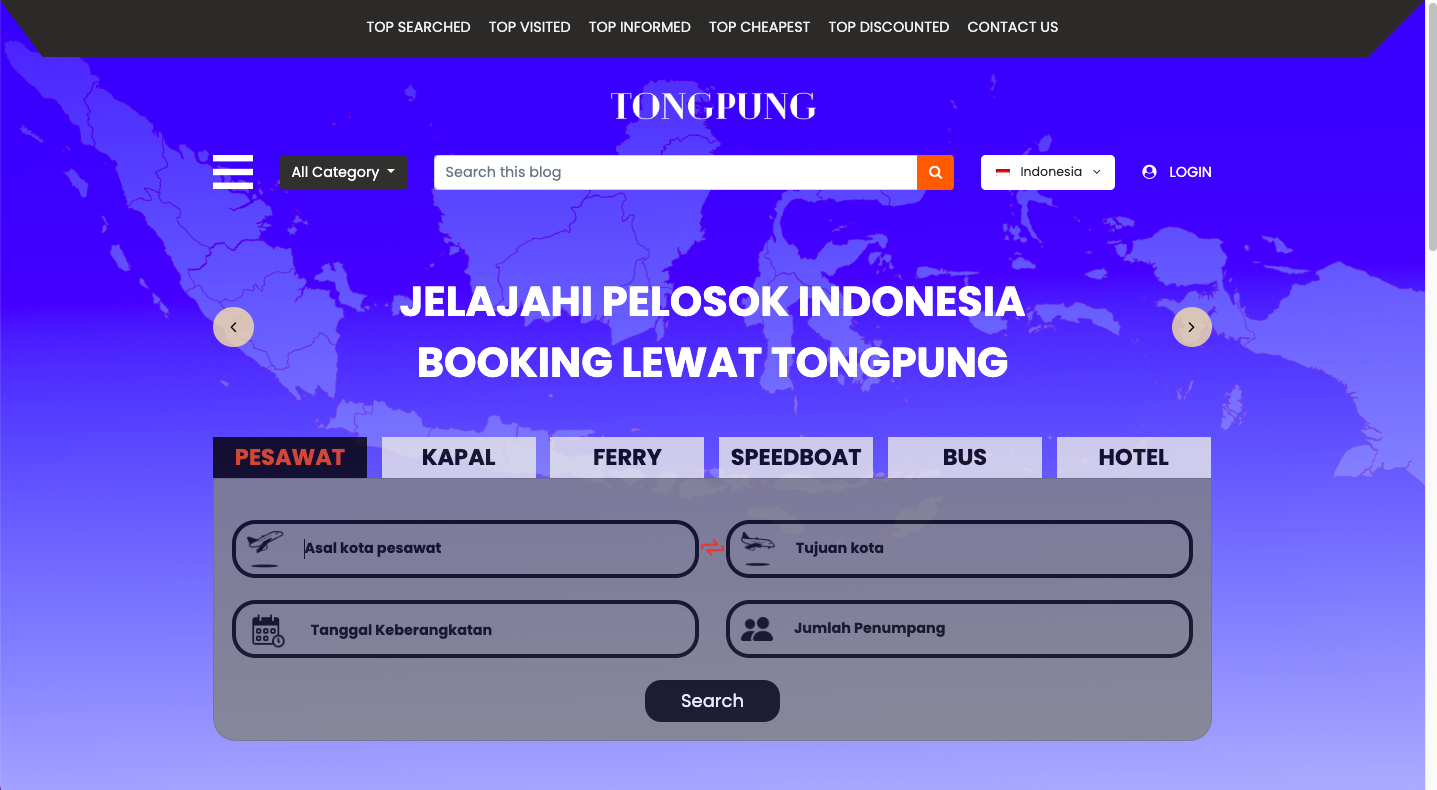 TOP SEARCHED TOP VISITED TOP INFORMED TOP CHEAPEST TOP DISCOUNTED CONTACT US
TONGPUNG
All Category Search this blog Indonesia LOGIN
JELAJAHI PELOSOK INDONESIA
BOOKING LEWAT TONGPUNG
PESAWAT KAPAL FERRY SPEEDBOAT BUS HOTEL
Asal kota pesawat Tujuan kota
Tanggal Keberangkatan Jumlah Penumpang
Search